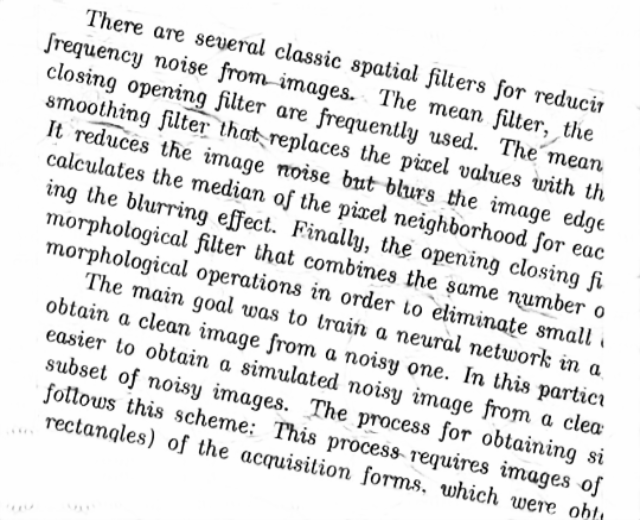 There are several classic spatial filters for reducin
frequency noise from images. The mean filter, the
closing opening filter are frequently used. The mean
smoothing filter that replaces the pixel values with th
It reduces the image noise but blurs the image edge
calculates the median of the pixel neighborhood for eac
ing the blurring effect. Finally, the opening closing fi
morphological filter that combines the same number o
morphological operations in order to eliminate small
The main goal was to train a neural network in a
obtain a clean image from a noisy one. In this partic
easier to obtain a simulated noisy image from a clea
subset of noisy images. The process for obtaining si
follows this scheme: This process requires images of
rectangles) of the acquisition forms, which were obt